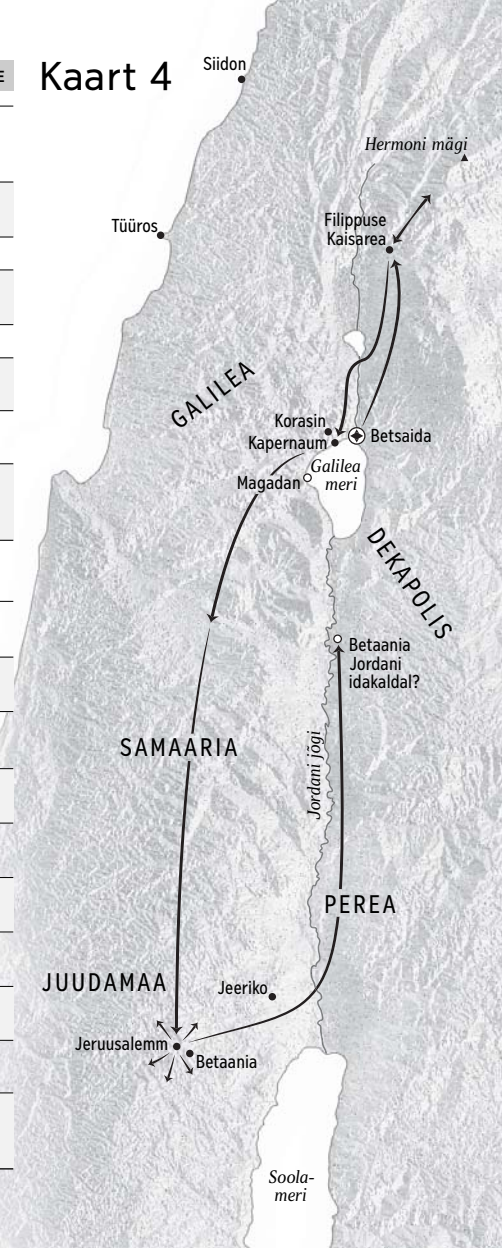 E
Kaart 4
Siidon
Hermoni mägi
Tüüros
Filippuse
Kaisarea
GALILEA
Korasin
Kapernaum
Betsaida
Galilea
meri
Magadan
DEKAPOLIS
Betaania
Jordani
idakaldal?
SAMAARIA
Jordani jõgi
PEREA
JUUDAMAA
Jeeriko
Jeruusalemm
Betaania
Soola-
meri